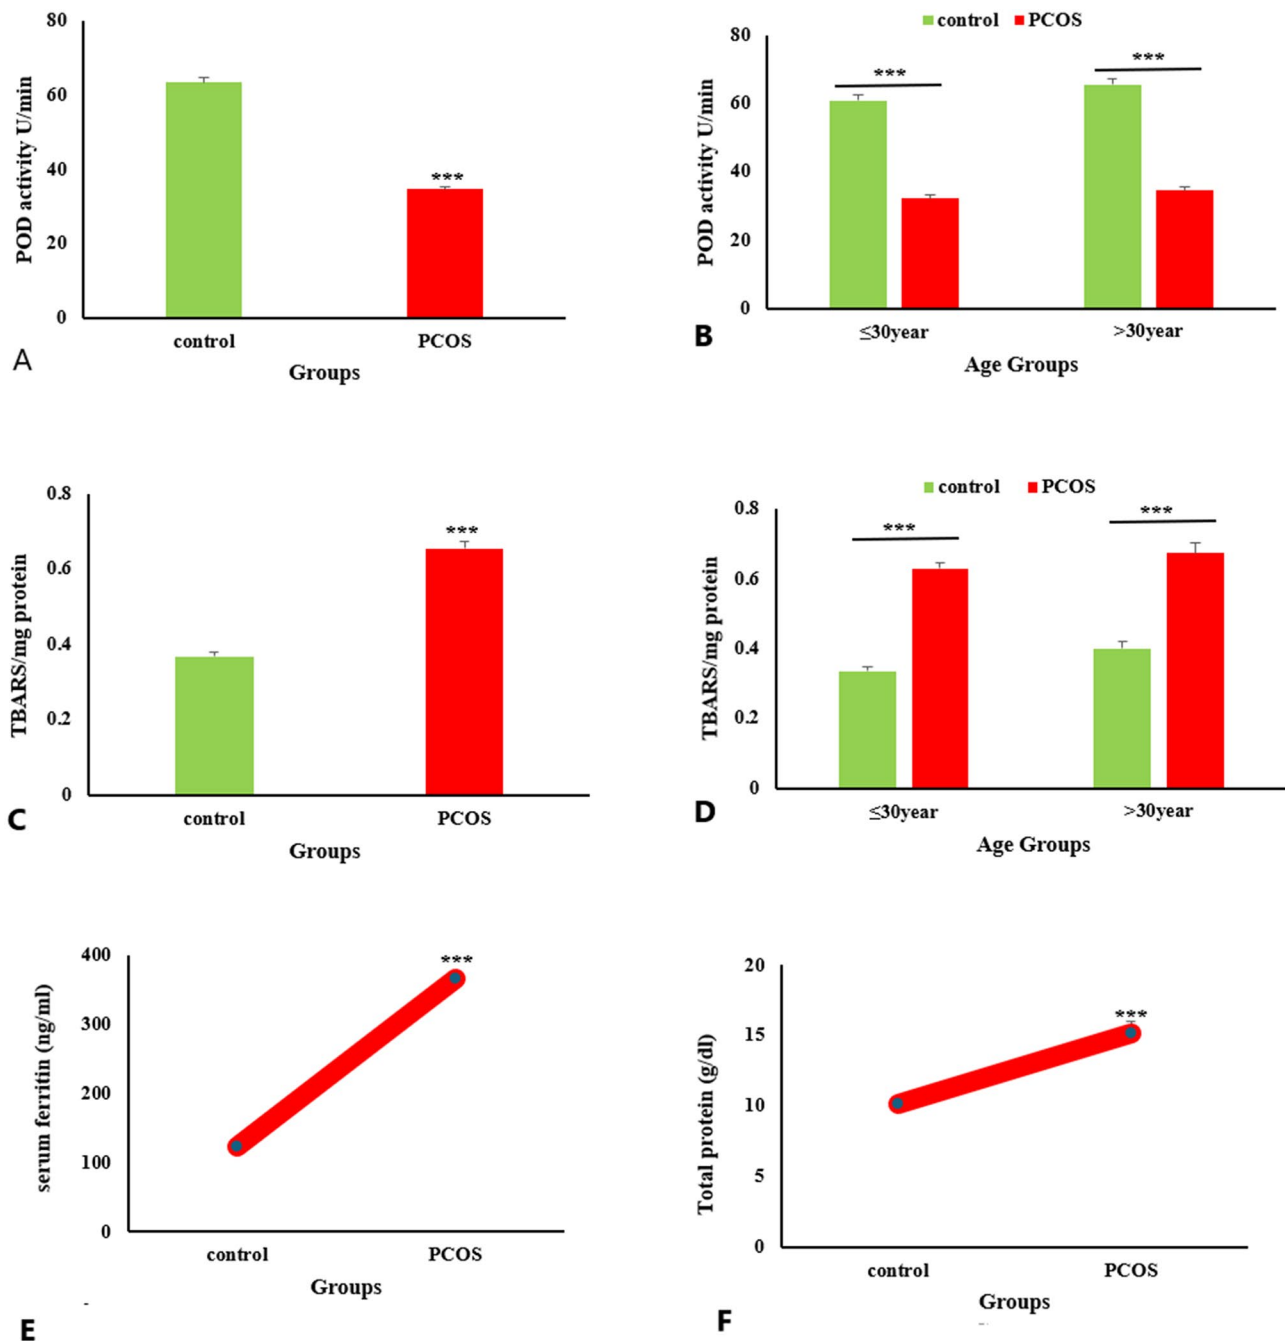 80
60
40
20
0
POD activity U/min
***
control
PCOS
Groups
A
control
PCOS
80
60
40
20
0
POD activity U/min
***
***
≤30year
>30year
Age Groups
B
0.8
0.6
0.4
0.2
0
TBARS/mg protein
***
control
PCOS
Groups
C
control
PCOS
0.8
0.6
0.4
0.2
0
TBARS/mg protein
***
***
≤30year
>30year
Age Groups
D
400
300
200
100
0
serum ferritin (ng/ml)
***
control
PCOS
Groups
E
20
15
10
5
0
Total protein (g/dl)
***
control
PCOS
Groups
F